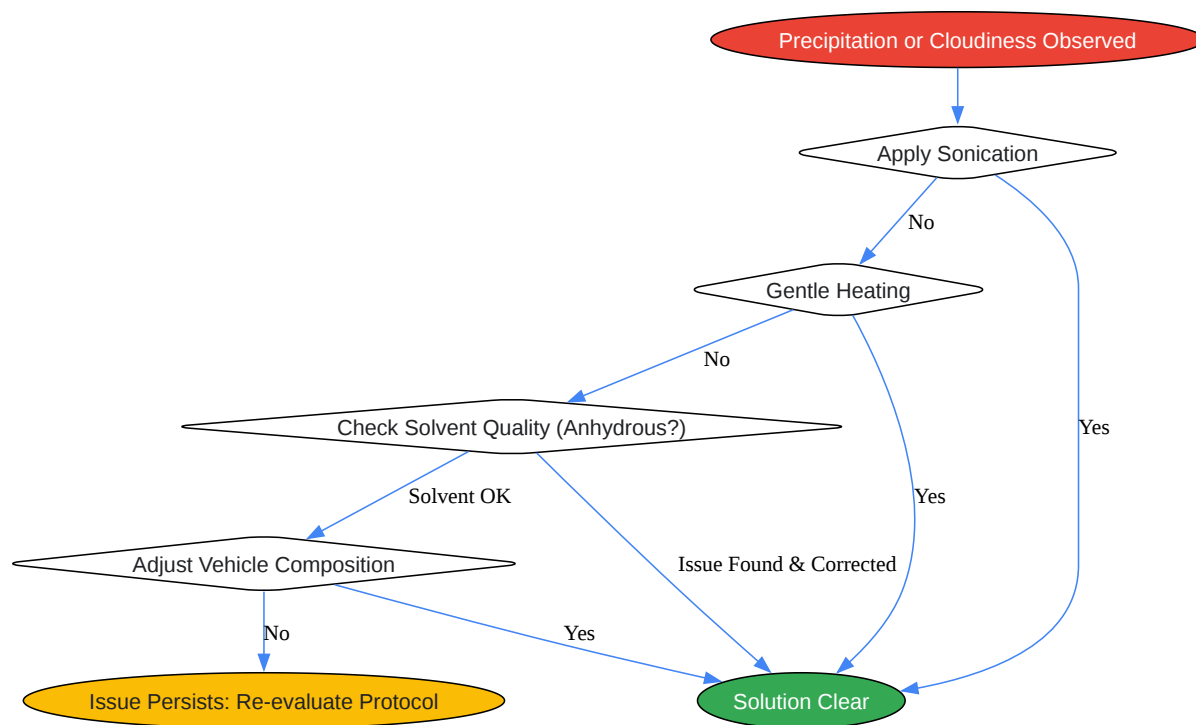 Precipitation or Cloudiness Observed
Apply Sonication
No
Gentle Heating
No
Check Solvent Quality (Anhydrous?)
Yes
Solvent OK
Yes
Adjust Vehicle Composition
Issue Found & Corrected
No
Yes
Issue Persists: Re-evaluate Protocol
Solution Clear